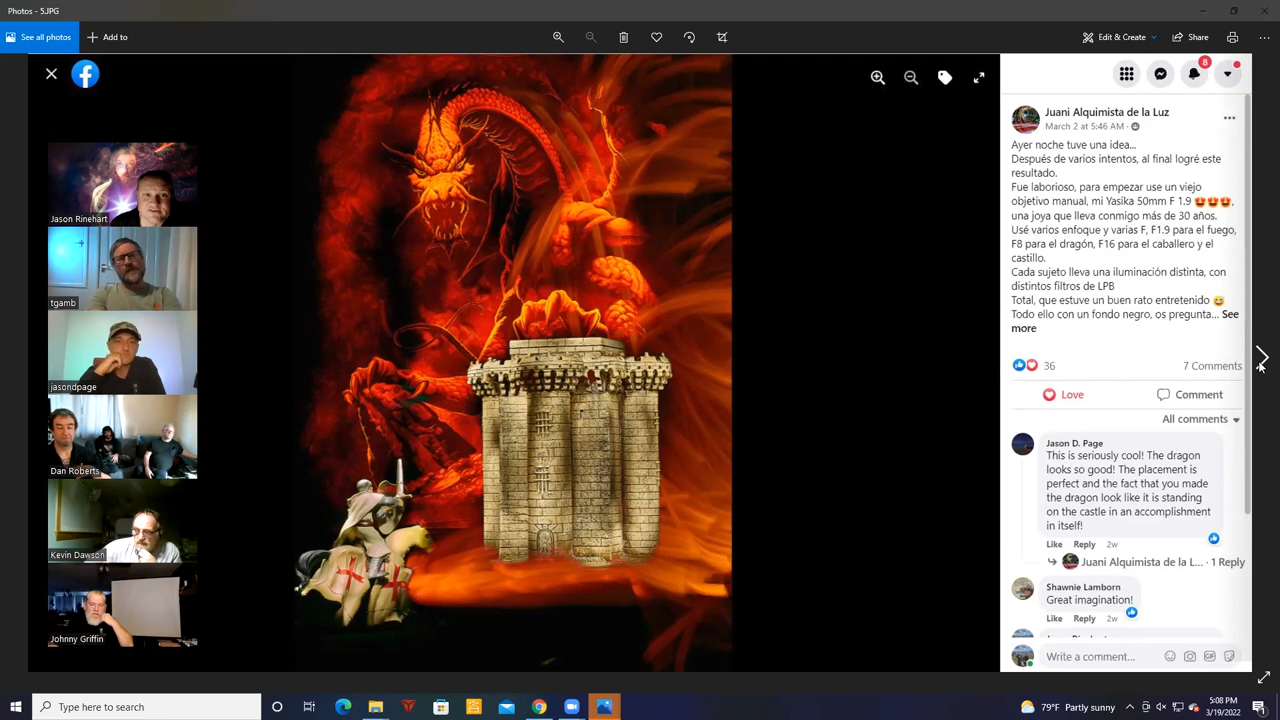 Photos - 5.JPG
See all photos
Add to
Edit & Create
Share
8
Juani Alquimista de la Luz
March 2 at 5:46 AM ·
Ayer noche tuve una idea...
Después de varios intentos, al final logré este
resultado.
Fue laborioso, para empezar use un viejo
objetivo manual, mi Yasika 50mm F 1.9 😍😍😍,
una joya que lleva conmigo más de 30 años.
Usé varios enfoque y varias F, F1.9 para el fuego,
F8 para el dragón, F16 para el caballero y el
castillo.
Cada sujeto lleva una iluminación distinta, con
distintos filtros de LPB
Total, que estuve un buen rato entretenido 😅
Todo ello con un fondo negro, os pregunta... See
more
36
7 Comments
Love
Comment
All comments
Jason D. Page
This is seriously cool! The dragon
looks so good! The placement is
perfect and the fact that you made
the dragon look like it is standing
on the castle in an accomplishment
in itself!
Like Reply 2w
Juani Alquimista de la L... · 1 Reply
Shawnie Lamborn
Great imagination!
Like Reply 2w
Write a comment...
GIF
Jason Rinehart
tgamb
jasondpage
Dan Roberts
Kevin Dawson
Johnny Griffin
Type here to search
79°F Partly sunny
5:08 PM
3/19/2022